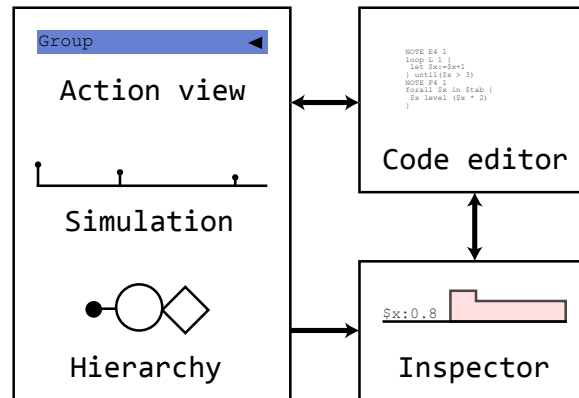 Group
Action view
Simulation
Hierarchy
NOTE E4 1
loop L 1 {
let $x:=$x+1
} until($x > 3)
NOTE F4 1
forall $x in $tab {
$x level ($x * 2)
}
Code editor
$x:0.8
Inspector